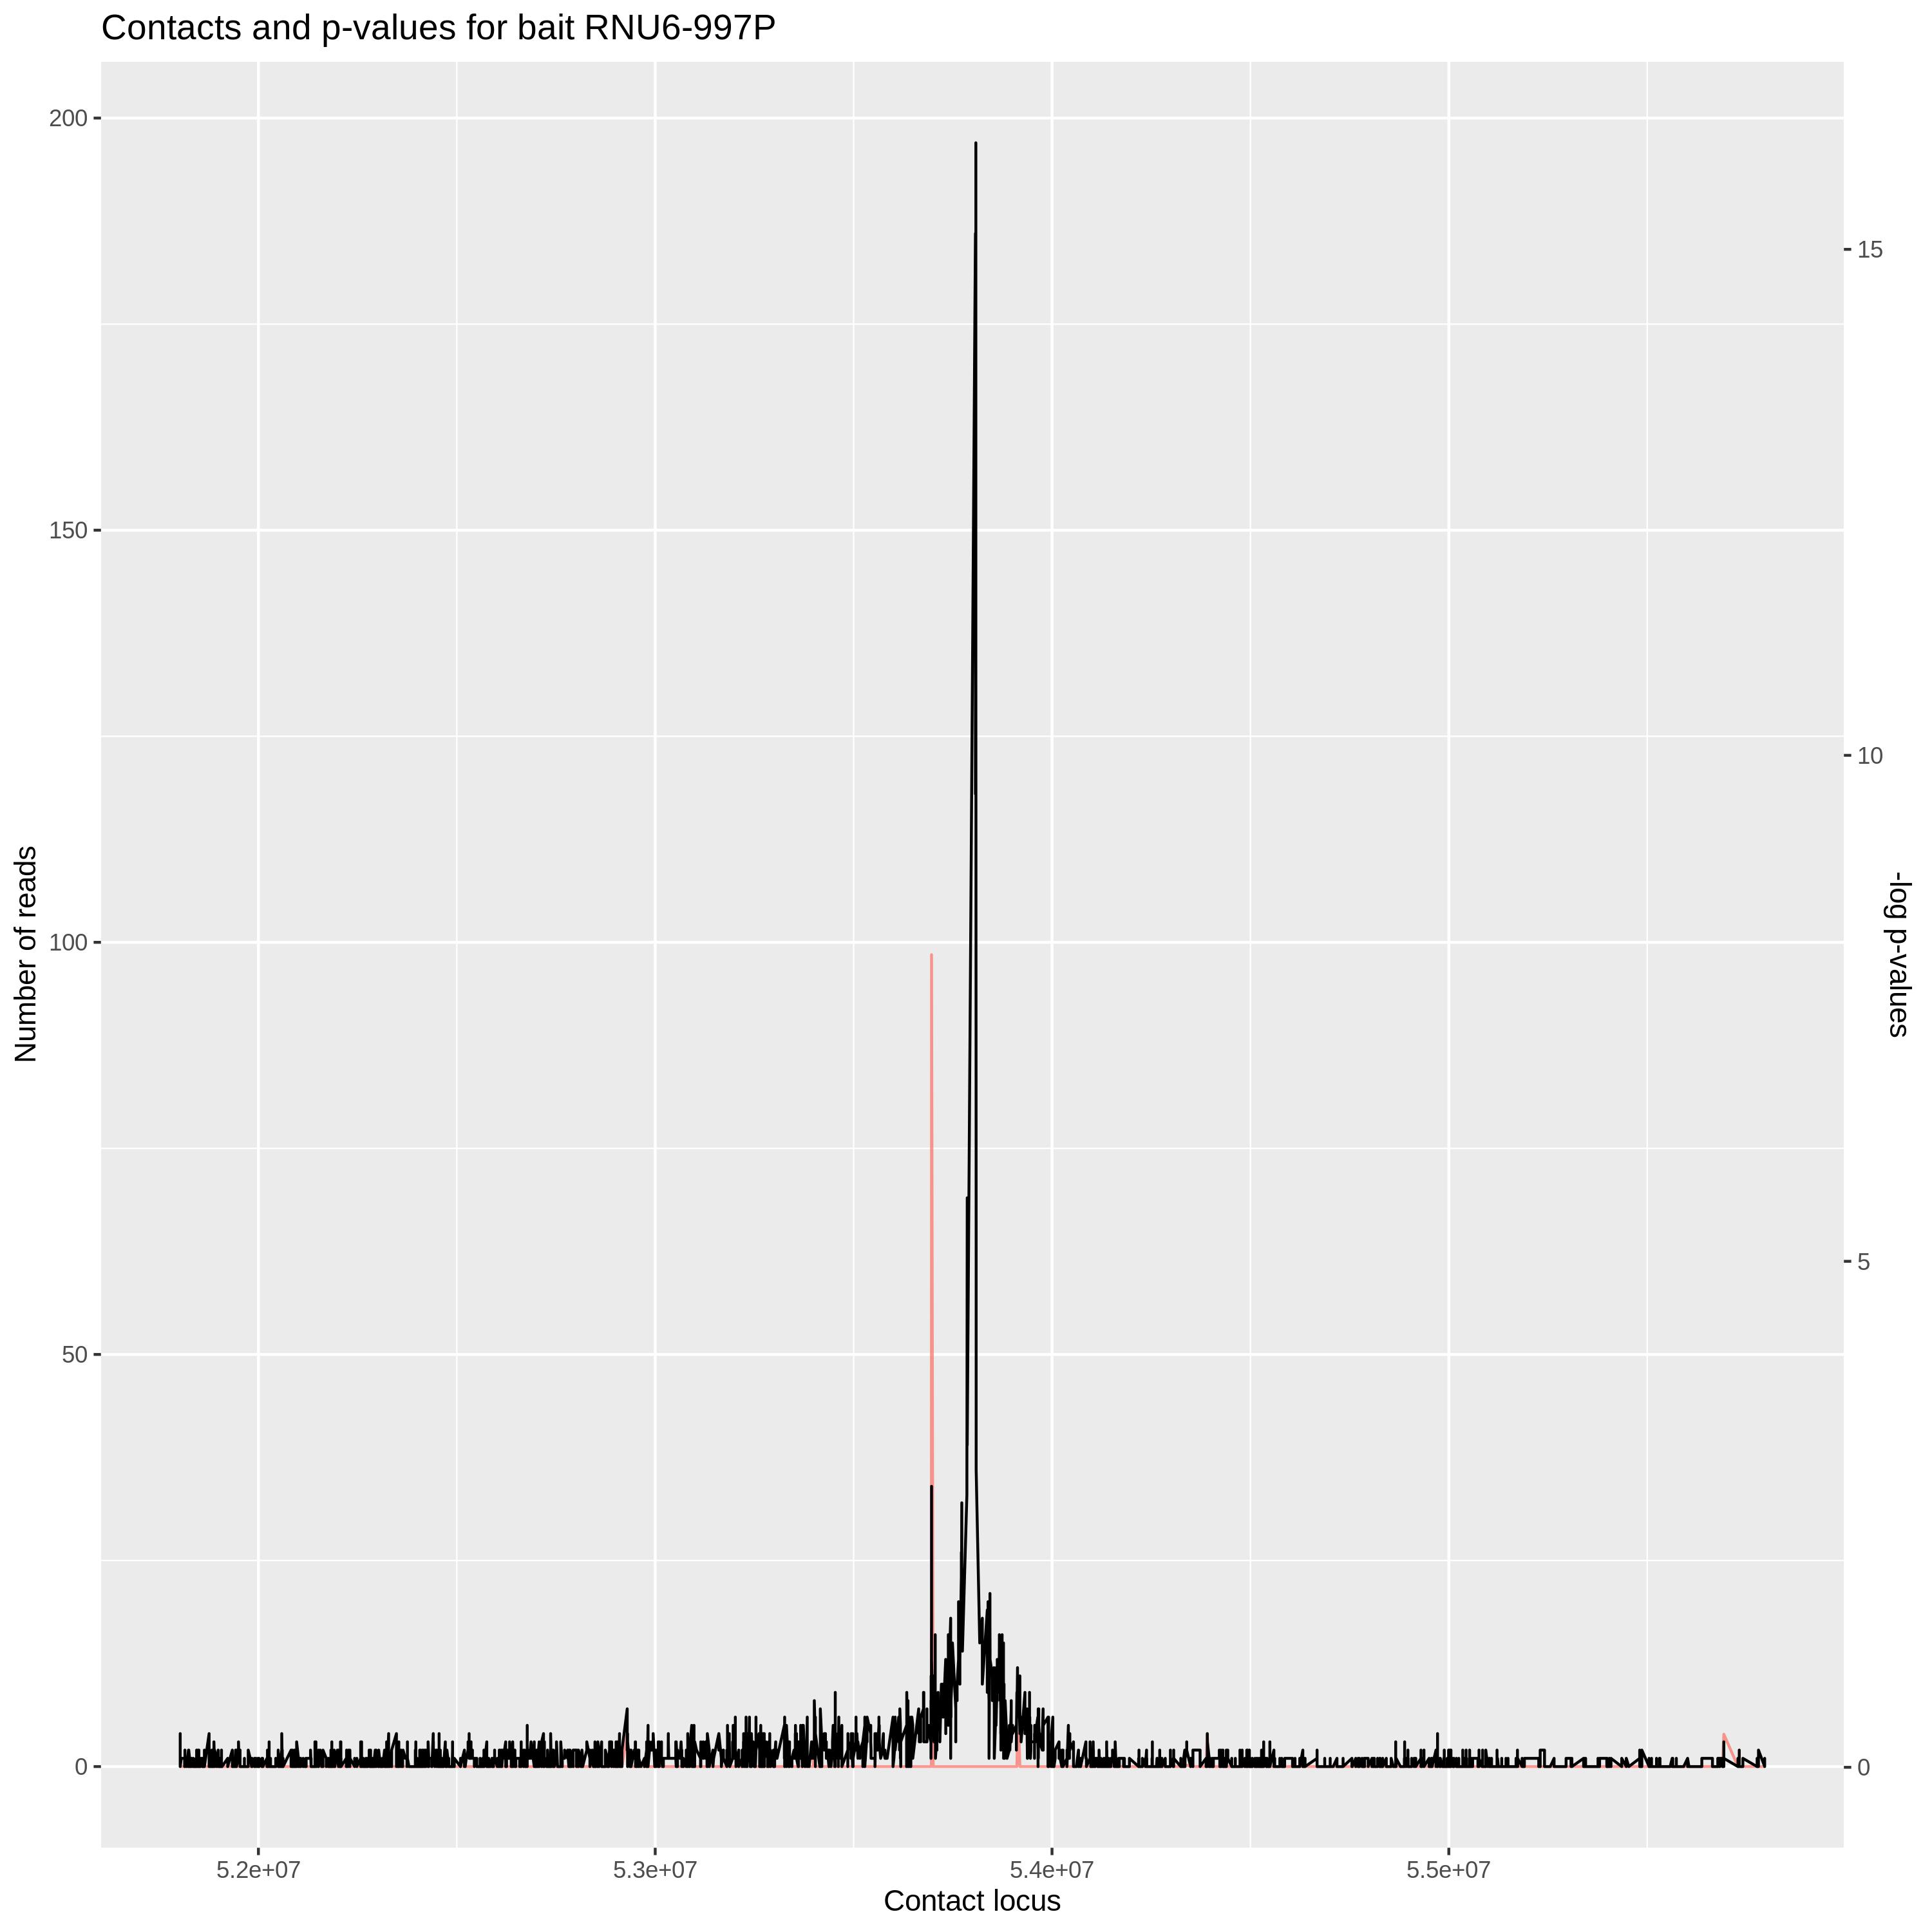 Contacts and p-values for bait RNU6-997P
200
150
100
50
0
15
10
5
0
Number of reads
-log p-values
5.2e+07
5.3e+07
5.4e+07
5.5e+07
Contact locus